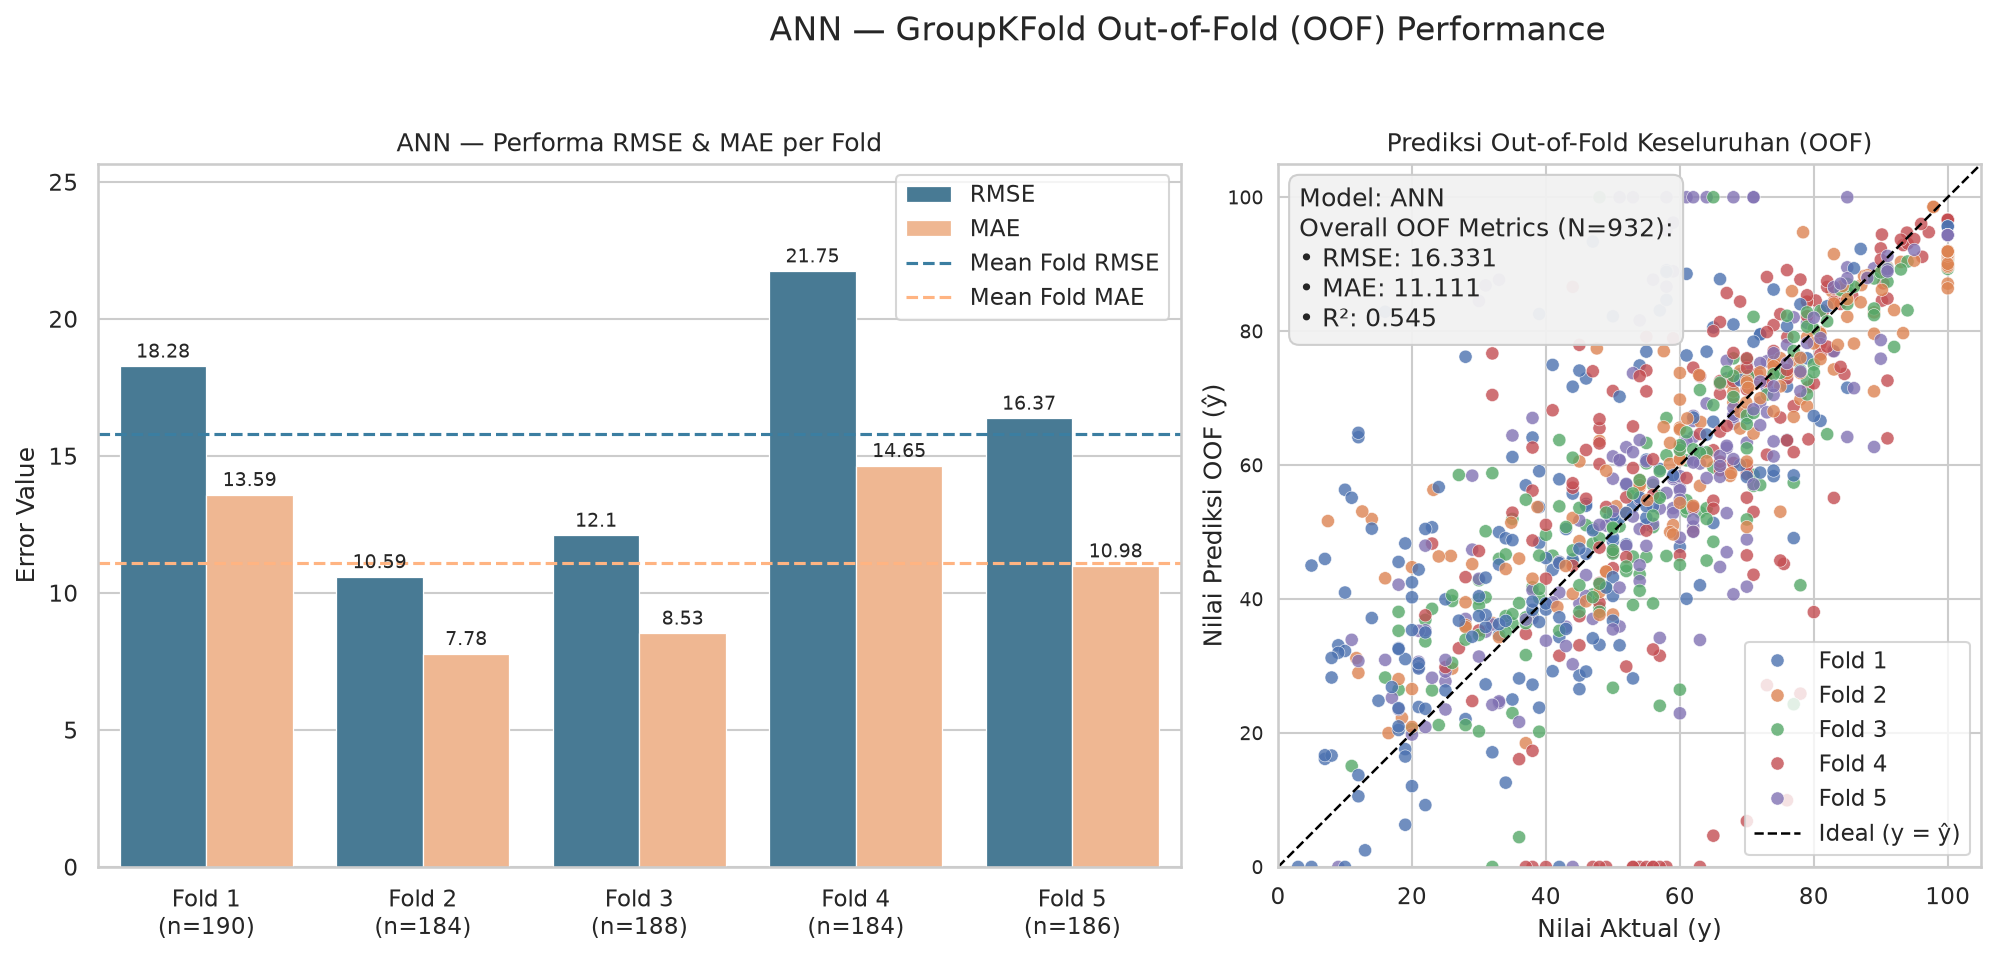 ANN — GroupKFold Out-of-Fold (OOF) Performance
ANN — Performa RMSE & MAE per Fold
Error Value
25
20
15
10
5
0
RMSE
MAE
Mean Fold RMSE
Mean Fold MAE
18.28
13.59
10.59
7.78
12.1
8.53
21.75
14.65
16.37
10.98
Fold 1
(n=190)
Fold 2
(n=184)
Fold 3
(n=188)
Fold 4
(n=184)
Fold 5
(n=186)
Prediksi Out-of-Fold Keseluruhan (OOF)
Nilai Prediksi OOF (ŷ)
100
80
60
40
20
0
Model: ANN
Overall OOF Metrics (N=932):
• RMSE: 16.331
• MAE: 11.111
• R²: 0.545
Fold 1
Fold 2
Fold 3
Fold 4
Fold 5
Ideal (y = ŷ)
0
20
40
60
80
100
Nilai Aktual (y)